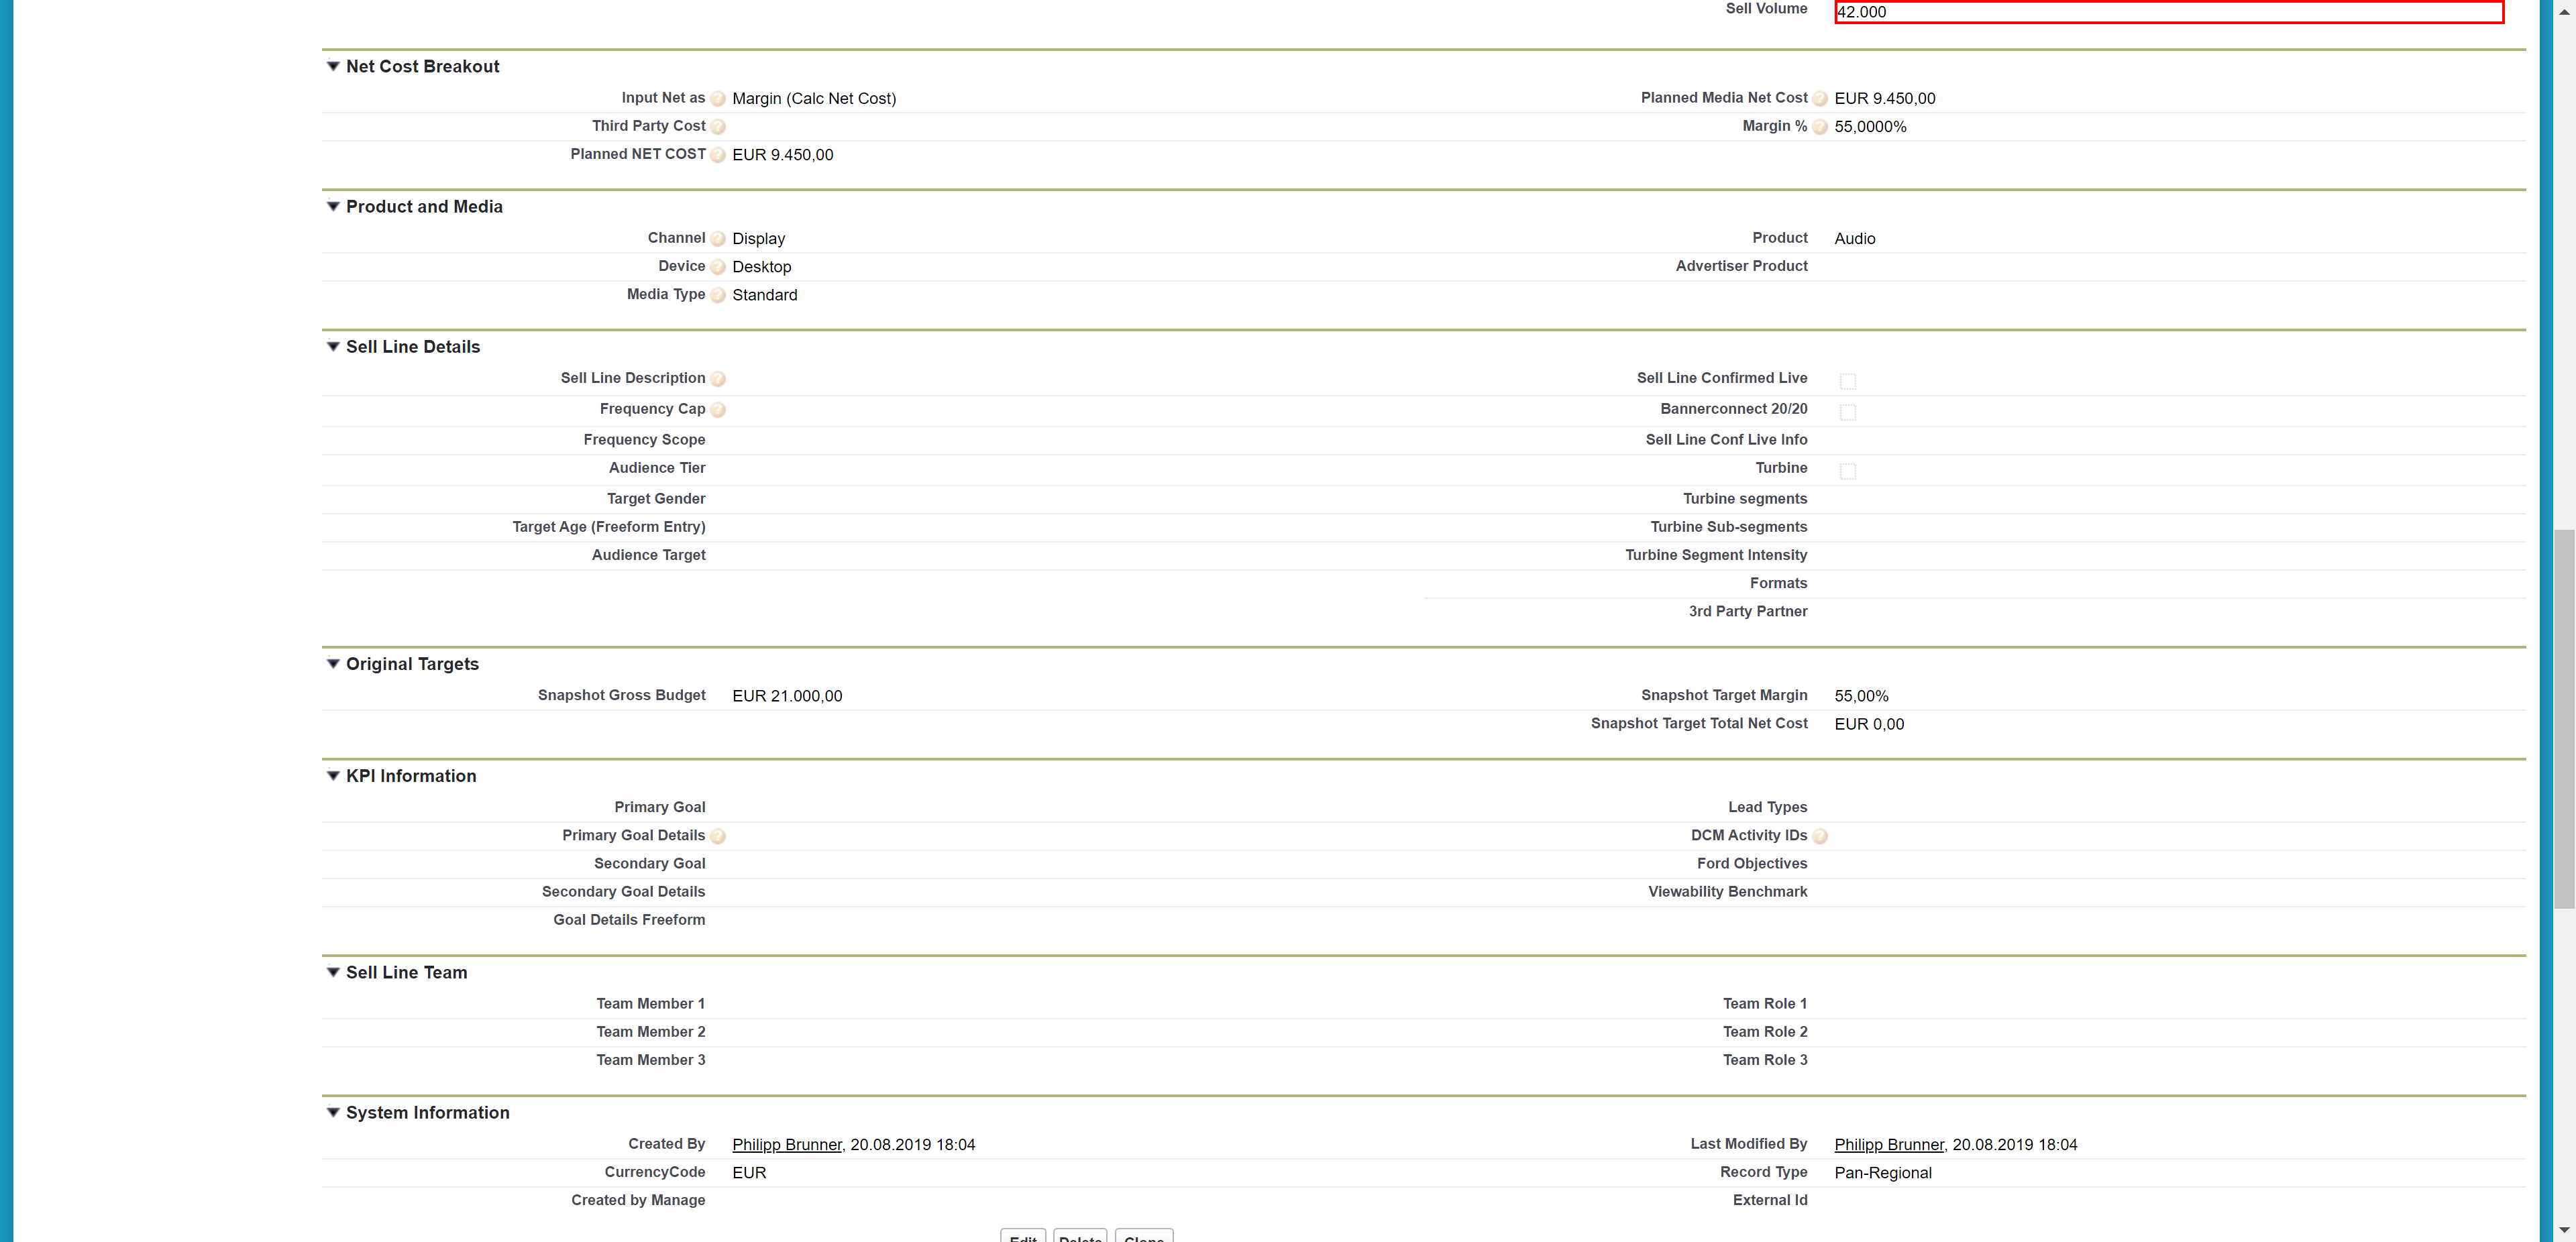 Sell Volume 42.000
Net Cost Breakout
Input Net as Margin (Calc Net Cost) Planned Media Net Cost EUR 9.450,00
Third Party Cost Margin % 55,0000%
Planned NET COST EUR 9.450,00
Product and Media
Channel Display Product Audio
Device Desktop Advertiser Product
Media Type Standard
Sell Line Details
Sell Line Description Sell Line Confirmed Live
Frequency Cap Bannerconnect 20/20
Frequency Scope Sell Line Conf Live Info
Audience Tier Turbine
Target Gender Turbine segments
Target Age (Freeform Entry) Turbine Sub-segments
Audience Target Turbine Segment Intensity
Formats
3rd Party Partner
Original Targets
Snapshot Gross Budget EUR 21.000,00 Snapshot Target Margin 55,00%
Snapshot Target Total Net Cost EUR 0,00
KPI Information
Primary Goal Lead Types
Primary Goal Details DCM Activity IDs
Secondary Goal Ford Objectives
Secondary Goal Details Viewability Benchmark
Goal Details Freeform
Sell Line Team
Team Member 1 Team Role 1
Team Member 2 Team Role 2
Team Member 3 Team Role 3
System Information
Created By Philipp Brunner, 20.08.2019 18:04 Last Modified By Philipp Brunner, 20.08.2019 18:04
CurrencyCode EUR Record Type Pan-Regional
Created by Manage External Id
Edit Delete Clone